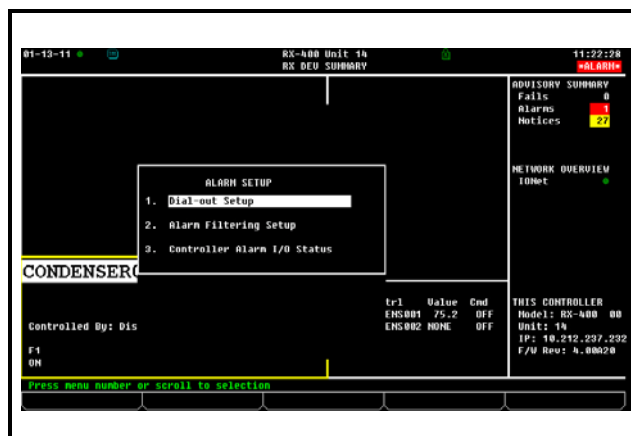 01-13-11
RX-400 Unit 14
11:22:28
RX DEV SUMMARY
*ALARM*
ADVISORY SUMMARY
Fails 0
Alarms 1
Notices 27
NETWORK OVERVIEW
IONet
ALARM SETUP
1. Dial-out Setup
2. Alarm Filtering Setup
3. Controller Alarm I/O Status
CONDENSER
trl Value Cmd
ENS001 75.2 OFF
ENS002 NONE OFF
Controlled By: Dis
F1
ON
THIS CONTROLLER
Model: RX-400 00
Unit: 14
IP: 10.212.237.232
F/W Rev: 4.00A20
Press menu number or scroll to selection